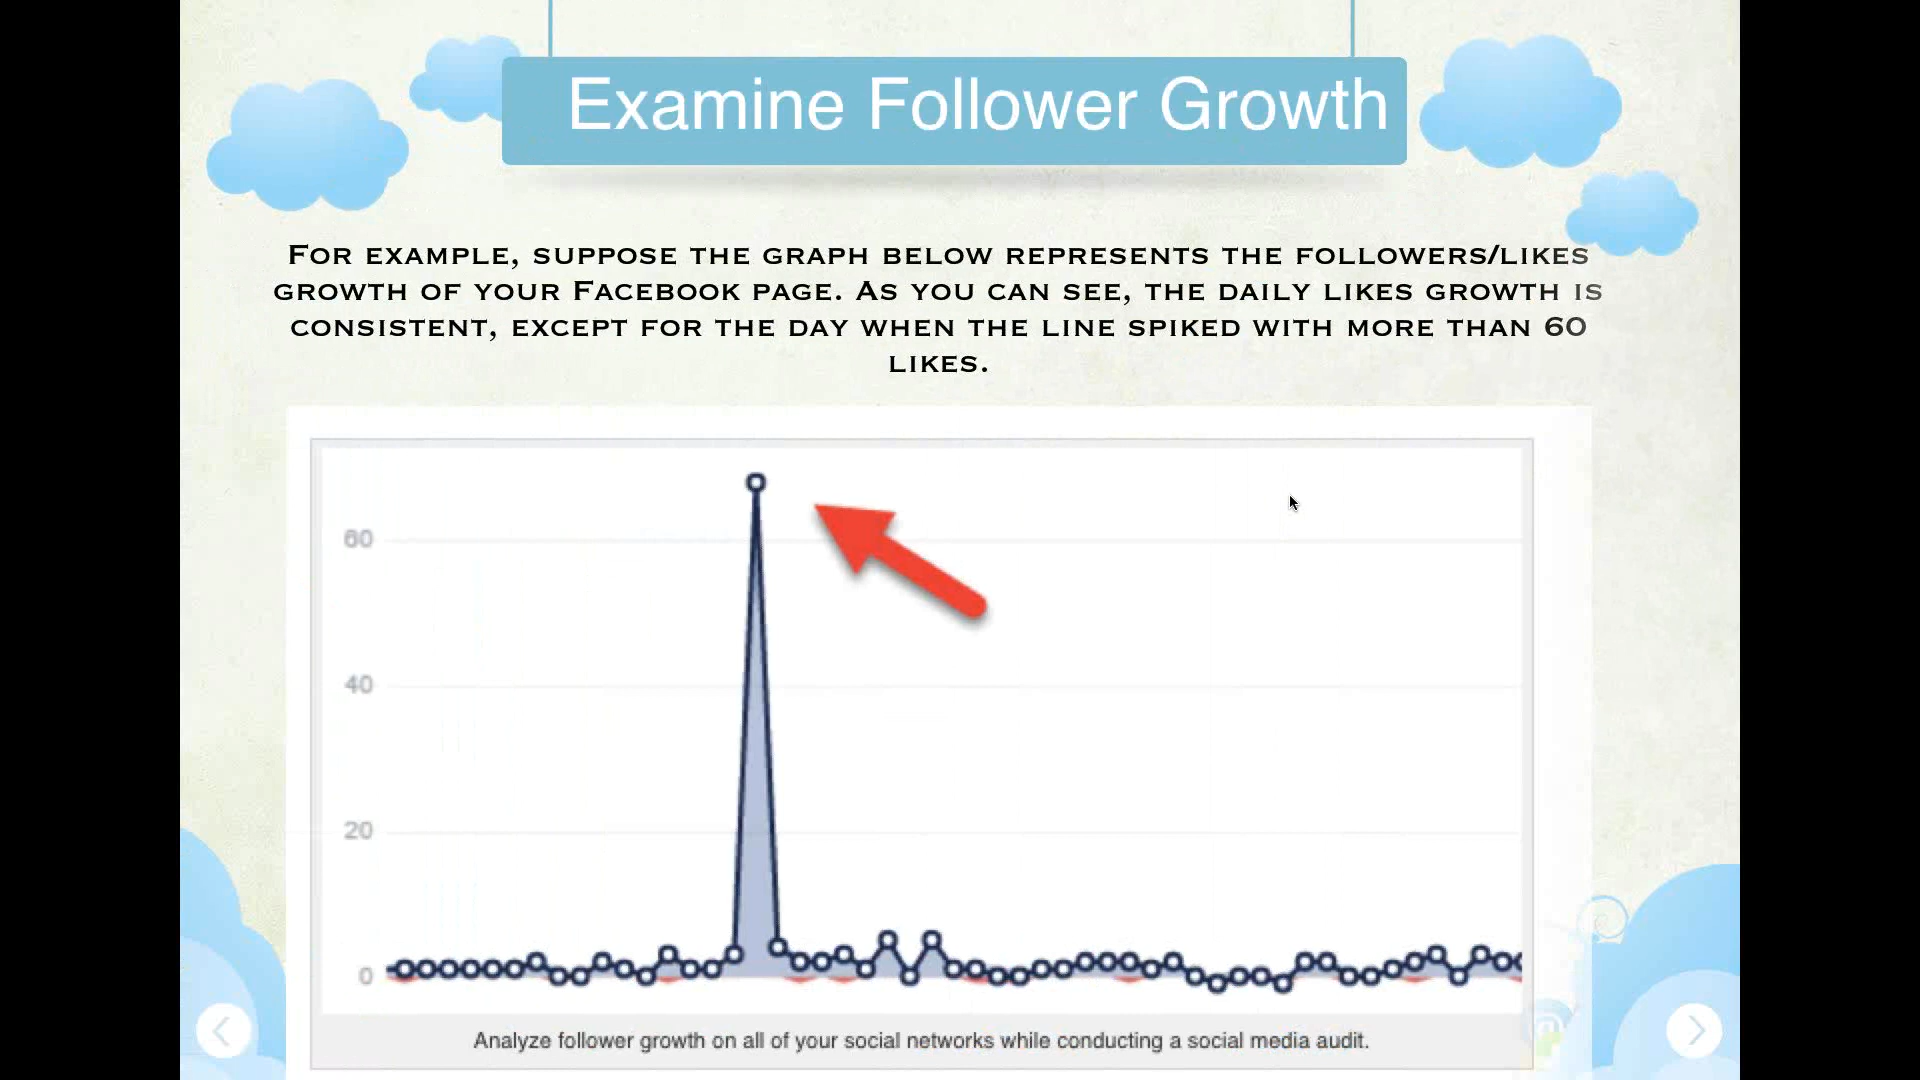 Examine Follower Growth
For example, suppose the graph below represents the followers/likes
growth of your Facebook page. As you can see, the daily likes growth is
consistent, except for the day when the line spiked with more than 60
likes.
60
40
20
0
Analyze follower growth on all of your social networks while conducting a social media audit.